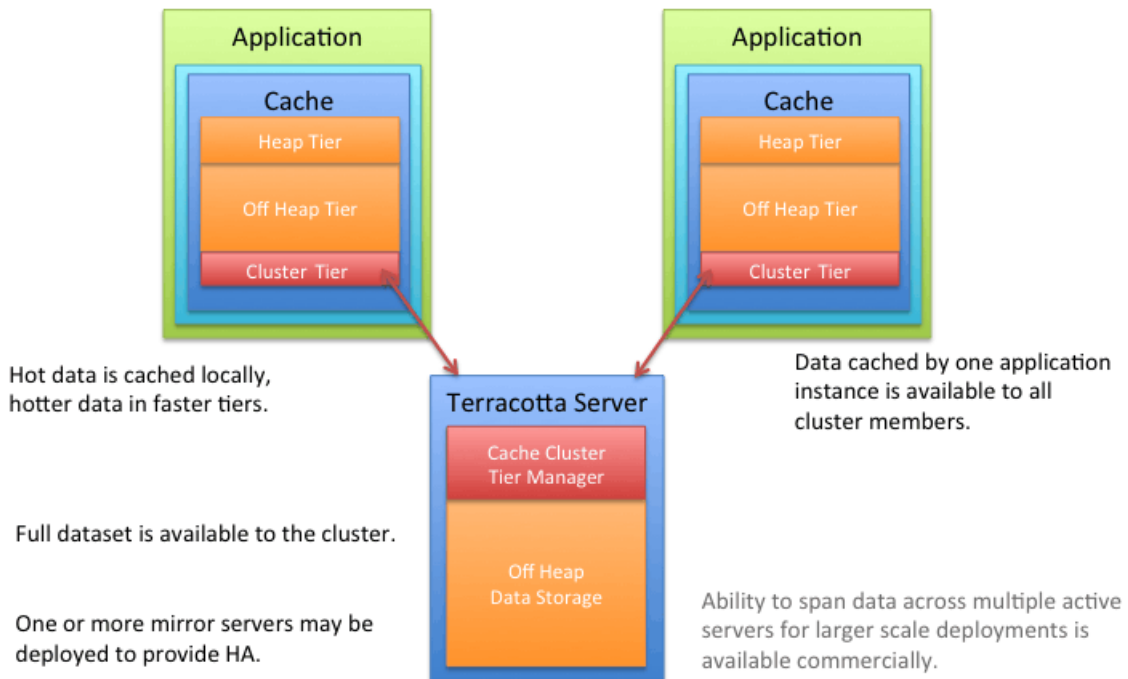 Application
Cache
Heap Tier
Off Heap Tier
Cluster Tier
Application
Cache
Heap Tier
Off Heap Tier
Cluster Tier
Hot data is cached locally,
hotter data in faster tiers.
Data cached by one application
instance is available to all
cluster members.
Terracotta Server
Cache Cluster
Tier Manager
Off Heap
Data Storage
Full dataset is available to the cluster.
One or more mirror servers may be
deployed to provide HA.
Ability to span data across multiple active
servers for larger scale deployments is
available commercially.